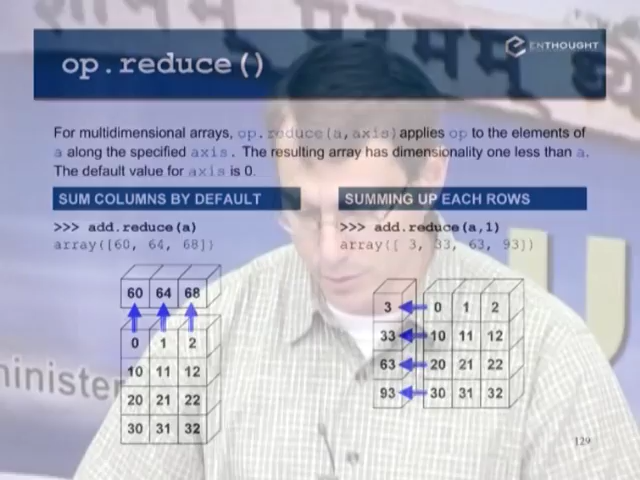 ENTHOUGHT
op.reduce()
For multidimensional arrays, op.reduce(a,axis) applies op to the elements of
a along the specified axis. The resulting array has dimensionality one less than a.
The default value for axis is 0.
SUM COLUMNS BY DEFAULT
>>> add.reduce(a)
array([60, 64, 68])
60 64 68
0 1 2
10 11 12
20 21 22
30 31 32
SUMMING UP EACH ROWS
>>> add.reduce(a,1)
array([ 3, 33, 63, 93])
3 0 1 2
33 10 11 12
63 20 21 22
93 30 31 32
129